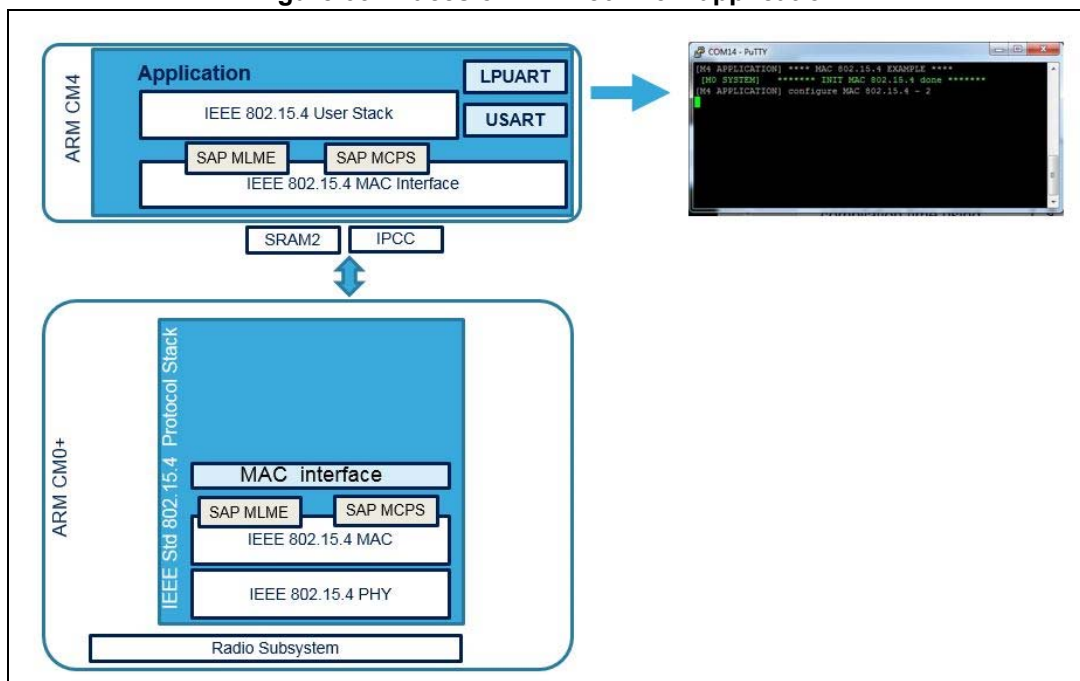 ARM CM4
Application
LPUART
IEEE 802.15.4 User Stack
USART
SAP MLME
SAP MCPS
IEEE 802.15.4 MAC Interface
COM14 - PuTTY
[M4 APPLICATION] **** MAC 802.15.4 EXAMPLE ****
[M0 SYSTEM] ******* INIT MAC 802.15.4 done *******
[M4 APPLICATION] configure MAC 802.15.4 - 2
SRAM2
IPCC
ARM CM0+
IEEE Std 802.15.4 Protocol Stack
MAC interface
SAP MLME
SAP MCPS
IEEE 802.15.4 MAC
IEEE 802.15.4 PHY
Radio Subsystem